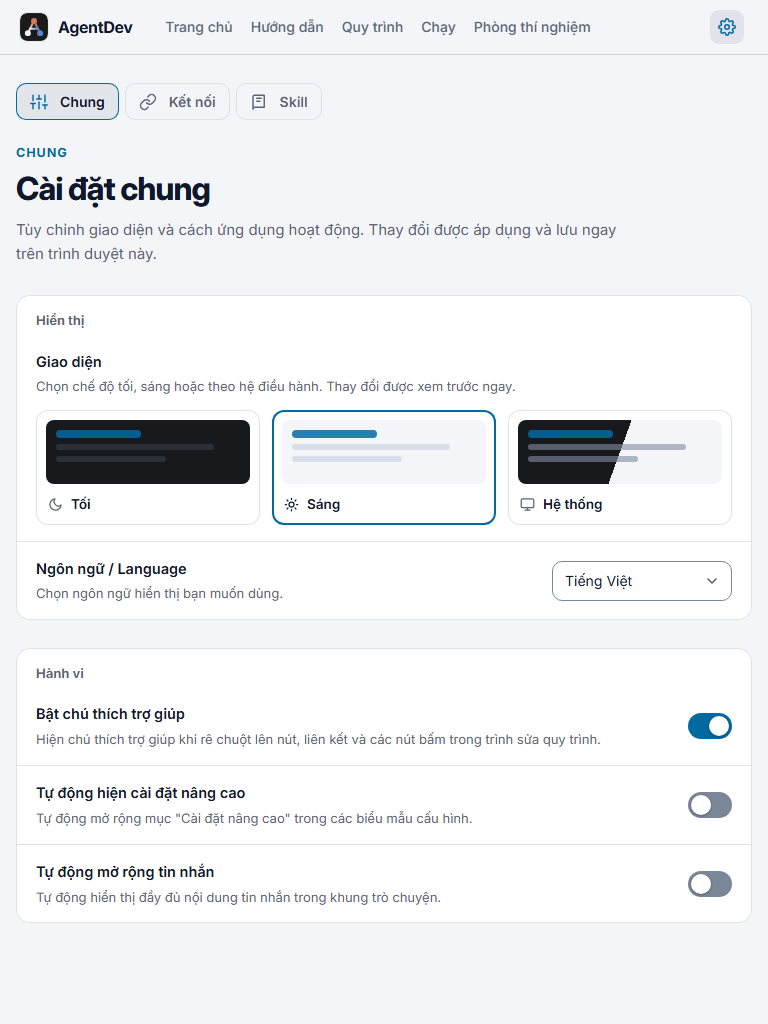 AgentDev
Trang chủ
Hướng dẫn
Quy trình
Chạy
Phòng thí nghiệm
Chung
Kết nối
Skill
CHUNG
Cài đặt chung
Tùy chỉnh giao diện và cách ứng dụng hoạt động. Thay đổi được áp dụng và lưu ngay
trên trình duyệt này.
Hiển thị
Giao diện
Chọn chế độ tối, sáng hoặc theo hệ điều hành. Thay đổi được xem trước ngay.
Tối
Sáng
Hệ thống
Ngôn ngữ / Language
Chọn ngôn ngữ hiển thị bạn muốn dùng.
Tiếng Việt
Hành vi
Bật chú thích trợ giúp
Hiện chú thích trợ giúp khi rê chuột lên nút, liên kết và các nút bấm trong trình sửa quy trình.
Tự động hiện cài đặt nâng cao
Tự động mở rộng mục "Cài đặt nâng cao" trong các biểu mẫu cấu hình.
Tự động mở rộng tin nhắn
Tự động hiển thị đầy đủ nội dung tin nhắn trong khung trò chuyện.